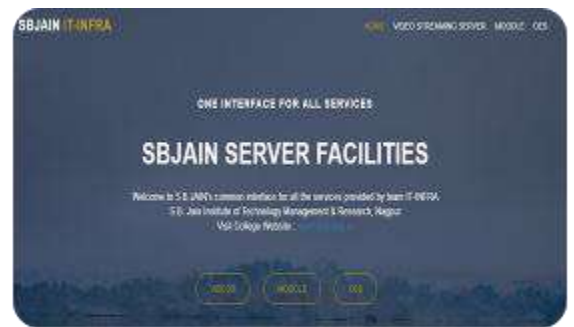 SBJAIN IT-INFRA
HOME VIDEO STREAMING SERVER MOODLE OES
ONE INTERFACE FOR ALL SERVICES
SBJAIN SERVER FACILITIES
Welcome to S.B.JAIN's common interface for all the services provided by team IT-INFRA
S.B. Jain Institute of Technology Management & Research, Nagpur
Visit College Website :
VIDEOS MOODLE OES